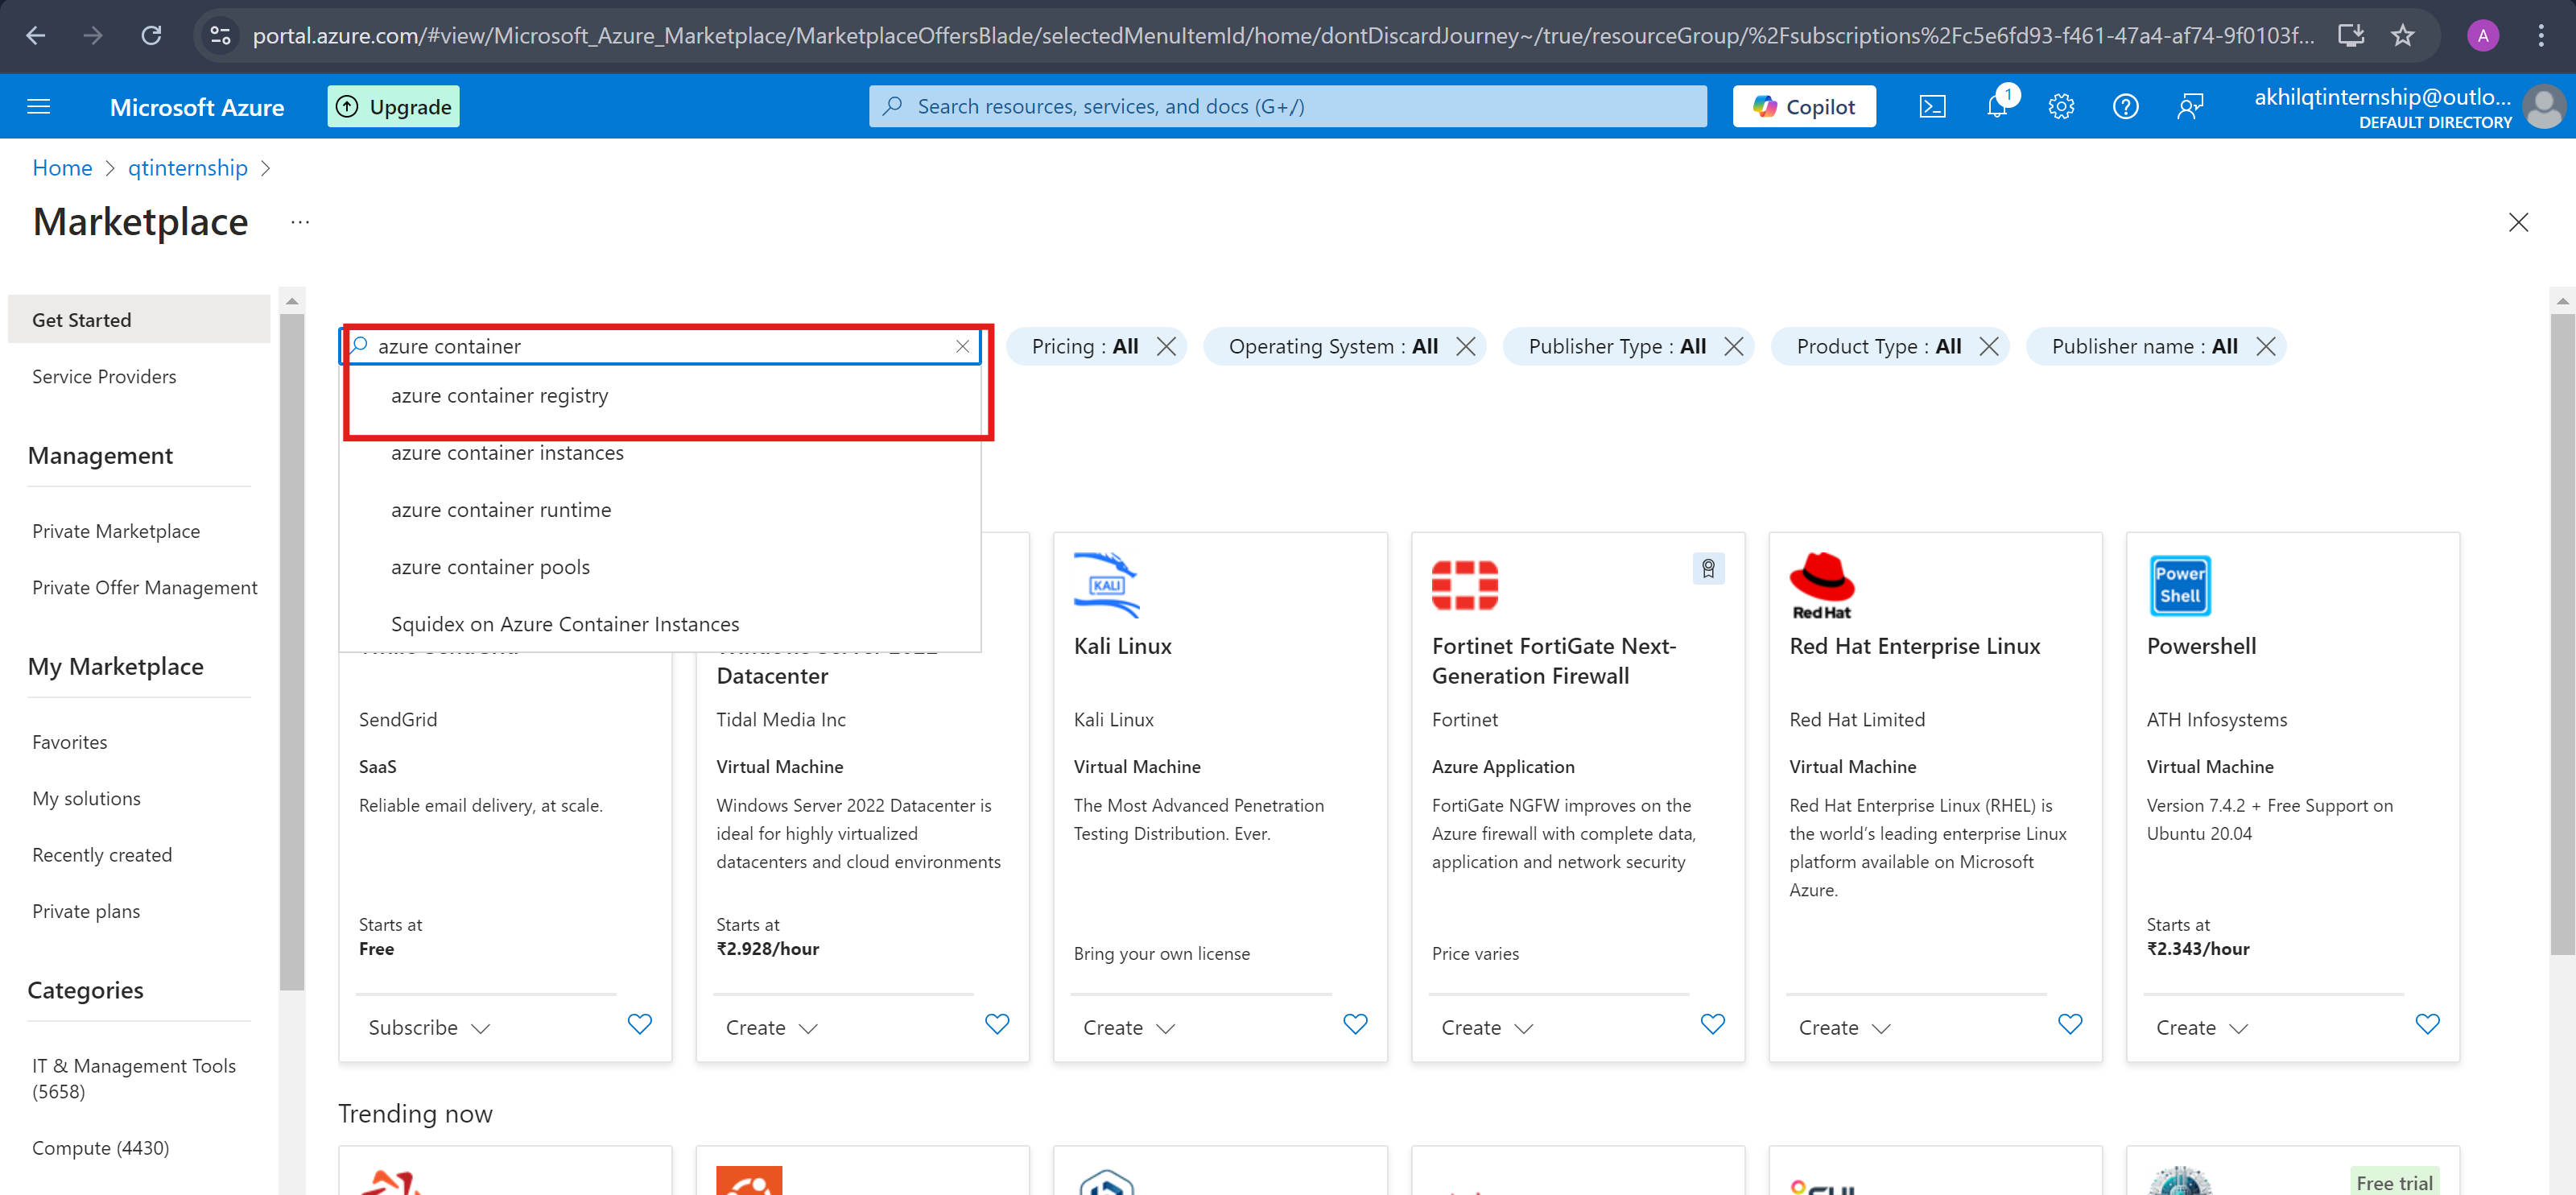 portal.azure.com/#view/Microsoft_Azure_Marketplace/MarketplaceOffersBlade/selectedMenuItemId/home/dontDiscardJourney~/true/resourceGroup/%2Fsubscriptions%2Fc5e6fd93-f461-47a4-af74-9f0103f...
A
Microsoft Azure
Upgrade
Search resources, services, and docs (G+/)
Copilot
1
akhilqtinternship@outlo...
DEFAULT DIRECTORY
Home > qtinternship >
Marketplace ...
Get Started
Service Providers
Management
Private Marketplace
Private Offer Management
My Marketplace
Favorites
My solutions
Recently created
Private plans
Categories
IT & Management Tools
(5658)
Compute (4430)
azure container
Pricing : All
Operating System : All
Publisher Type : All
Product Type : All
Publisher name : All
azure container registry
azure container instances
azure container runtime
azure container pools
Squidex on Azure Container Instances
SendGrid
SaaS
Reliable email delivery, at scale.
Starts at
Free
Subscribe
Datacenter
Tidal Media Inc
Virtual Machine
Windows Server 2022 Datacenter is
ideal for highly virtualized
datacenters and cloud environments
Starts at
₹2.928/hour
Create
KALI
Kali Linux
Kali Linux
Virtual Machine
The Most Advanced Penetration
Testing Distribution. Ever.
Bring your own license
Create
Fortinet FortiGate Next-
Generation Firewall
Fortinet
Azure Application
FortiGate NGFW improves on the
Azure firewall with complete data,
application and network security
Price varies
Create
Red Hat
Red Hat Enterprise Linux
Red Hat Limited
Virtual Machine
Red Hat Enterprise Linux (RHEL) is
the world’s leading enterprise Linux
platform available on Microsoft
Azure.
Create
Power
Shell
Powershell
ATH Infosystems
Virtual Machine
Version 7.4.2 + Free Support on
Ubuntu 20.04
Starts at
₹2.343/hour
Create
Trending now
Free trial